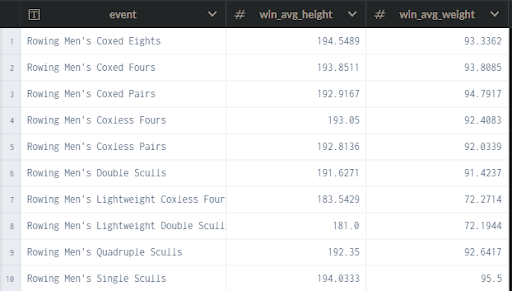 event # win_avg_height # win_avg_weight
1 Rowing Men's Coxed Eights 194.5489 93.3362
2 Rowing Men's Coxed Fours 193.8511 93.8085
3 Rowing Men's Coxed Pairs 192.9167 94.7917
4 Rowing Men's Coxless Fours 193.05 92.4083
5 Rowing Men's Coxless Pairs 192.8136 92.0339
6 Rowing Men's Double Sculls 191.6271 91.4237
7 Rowing Men's Lightweight Coxless Four 183.5429 72.2714
8 Rowing Men's Lightweight Double Scull 181.0 72.1944
9 Rowing Men's Quadruple Sculls 192.35 92.6417
10 Rowing Men's Single Sculls 194.0333 95.5